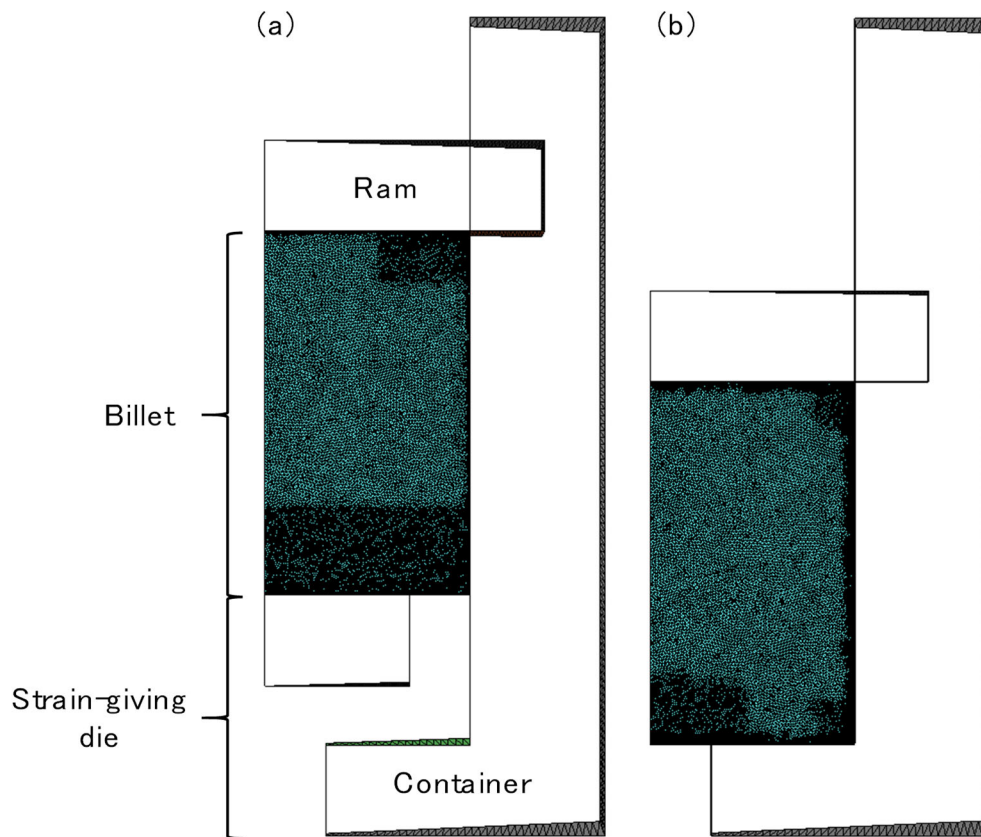 (a)
(b)
Ram
Billet
Strain-giving
die
Container